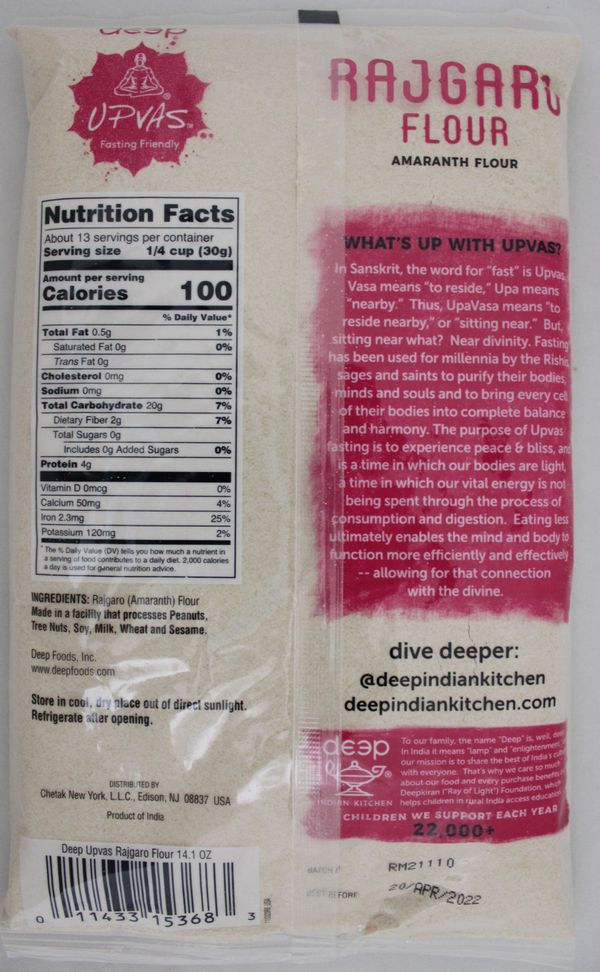 deep
UPVAS®
Fasting Friendly
Nutrition Facts
About 13 servings per container
Serving size 1/4 cup (30g)
Amount per serving
Calories 100
% Daily Value*
Total Fat 0.5g 1%
Saturated Fat 0g 0%
Trans Fat 0g
Cholesterol 0mg 0%
Sodium 0mg 0%
Total Carbohydrate 20g 7%
Dietary Fiber 2g 7%
Total Sugars 0g
Includes 0g Added Sugars 0%
Protein 4g
Vitamin D 0mcg 0%
Calcium 50mg 4%
Iron 2.3mg 25%
Potassium 120mg 2%
*The % Daily Value (DV) tells you how much a nutrient in
a serving of food contributes to a daily diet. 2,000 calories
a day is used for general nutrition advice.
INGREDIENTS: Rajgaro (Amaranth) Flour
Made in a facility that processes Peanuts,
Tree Nuts, Soy, Milk, Wheat and Sesame.
Deep Foods, Inc.
www.deepfoods.com
Store in cool, dry place out of direct sunlight.
Refrigerate after opening.
DISTRIBUTED BY
Chetak New York, L.L.C., Edison, NJ 08837 USA
Product of India
Deep Upvas Rajgaro Flour 14.1 OZ
0 11433 15368 3
RAJGARO
FLOUR
AMARANTH FLOUR
WHAT'S UP WITH UPVAS?
In Sanskrit, the word for "fast" is Upvas.
Vasa means "to reside," Upa means
"nearby." Thus, UpaVasa means "to
reside nearby," or "sitting near." But,
sitting near what? Near divinity. Fasting
has been used for millennia by the Rishis,
sages and saints to purify their bodies,
minds and souls and to bring every cell
of their bodies into complete balance
and harmony. The purpose of Upvas
fasting is to experience peace & bliss, and
is a time in which our bodies are light,
a time in which our vital energy is not
being spent through the process of
consumption and digestion. Eating less
ultimately enables the mind and body to
function more efficiently and effectively
-- allowing for that connection
with the divine.
dive deeper:
@deepindiankitchen
deepindiankitchen.com
deep®
INDIAN KITCHEN
To our family, the name "Deep" is, well,
In India it means "lamp" and "enlightenment,"
our mission is to share the best of India's
with everyone. That's why we care so much
about our food and every purchase benefits
Deepkiran ("Ray of Light") Foundation, which
helps children in rural India access education.
CHILDREN WE SUPPORT EACH YEAR
22,000+
RM21110
FORE
20/APR/2022